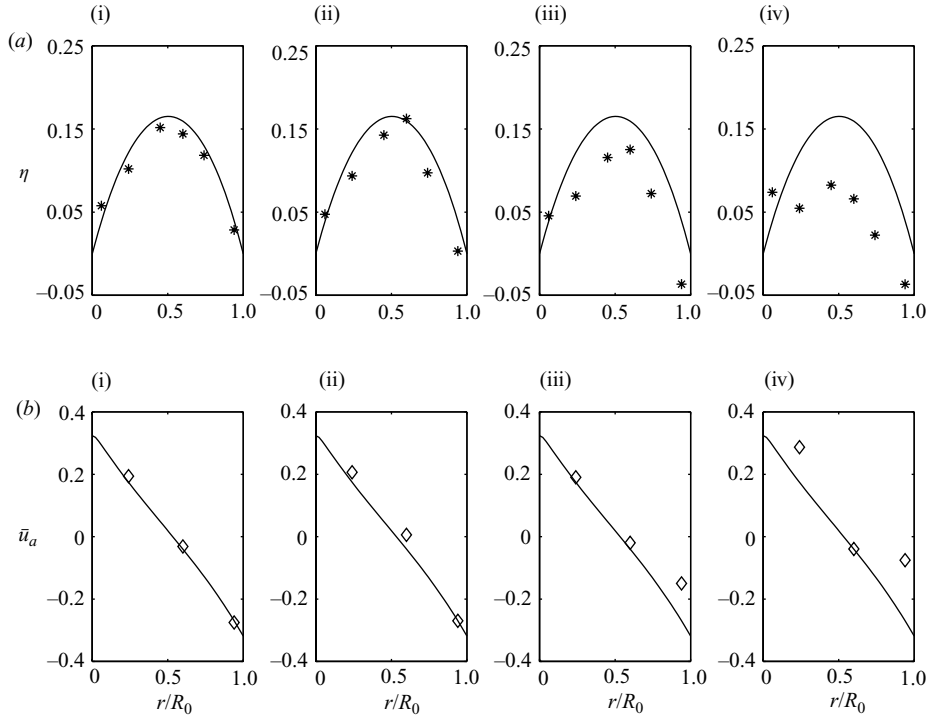 (i) (ii) (iii) (iv)
(a)
0.25 0.25 0.25 0.25
0.15 0.15 0.15 0.15
η
0.05 0.05 0.05 0.05
–0.05 –0.05 –0.05 –0.05
0 0.5 1.0 0 0.5 1.0 0 0.5 1.0 0 0.5 1.0
(i) (ii) (iii) (iv)
(b)
0.4 0.4 0.4 0.4
0.2 0.2 0.2 0.2
ū_a 0 0 0 0
–0.2 –0.2 –0.2 –0.2
–0.4 –0.4 –0.4 –0.4
0 0.5 1.0 0 0.5 1.0 0 0.5 1.0 0 0.5 1.0
r/R₀ r/R₀ r/R₀ r/R₀